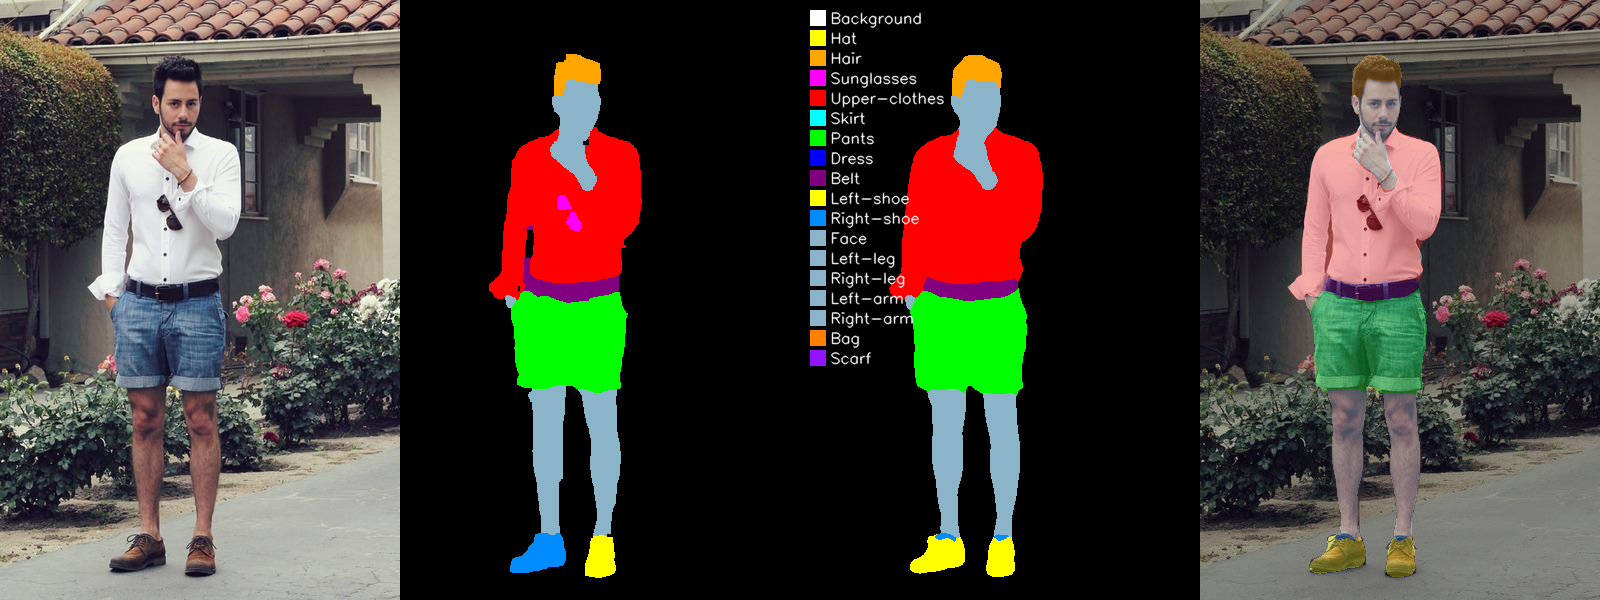 Background
Hat
Hair
Sunglasses
Upper-clothes
Skirt
Pants
Dress
Belt
Left-shoe
Right-shoe
Face
Left-leg
Right-leg
Left-arm
Right-arm
Bag
Scarf